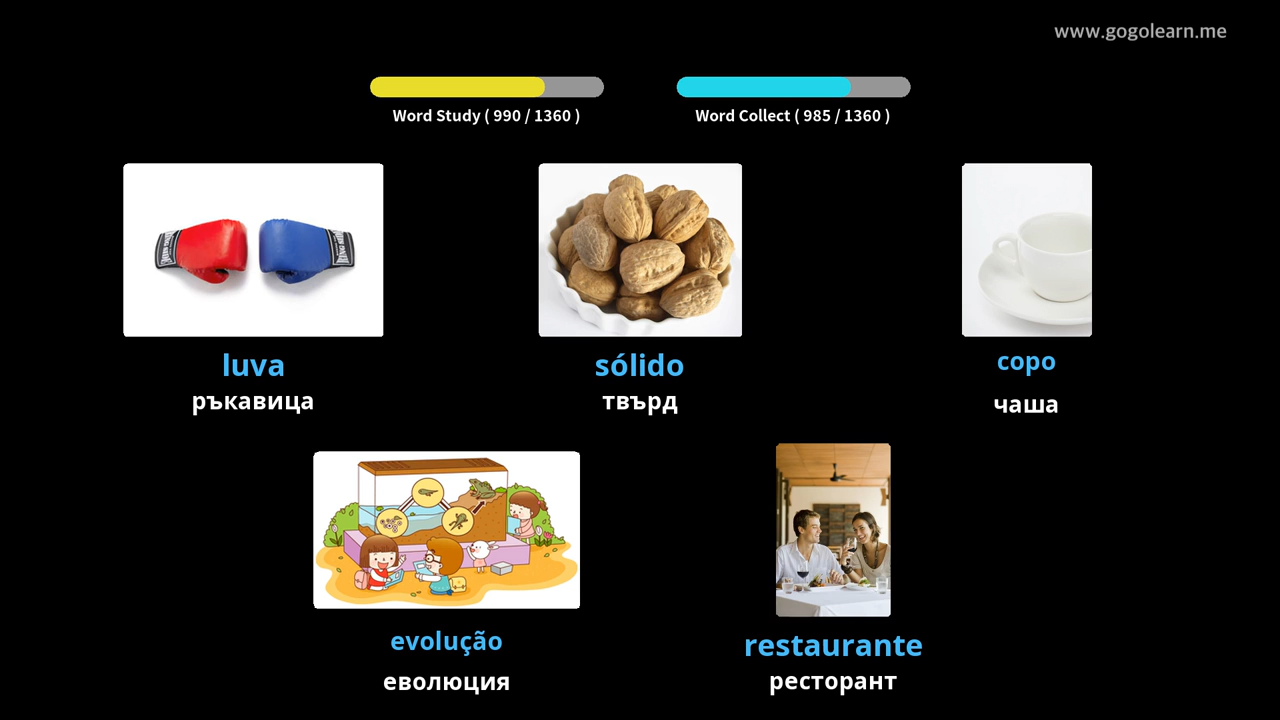 www.gogolearn.me
Word Study ( 990 / 1360 )
Word Collect ( 985 / 1360 )
luva
ръкавица
sólido
твърд
copo
чаша
evolução
еволюция
restaurante
ресторант